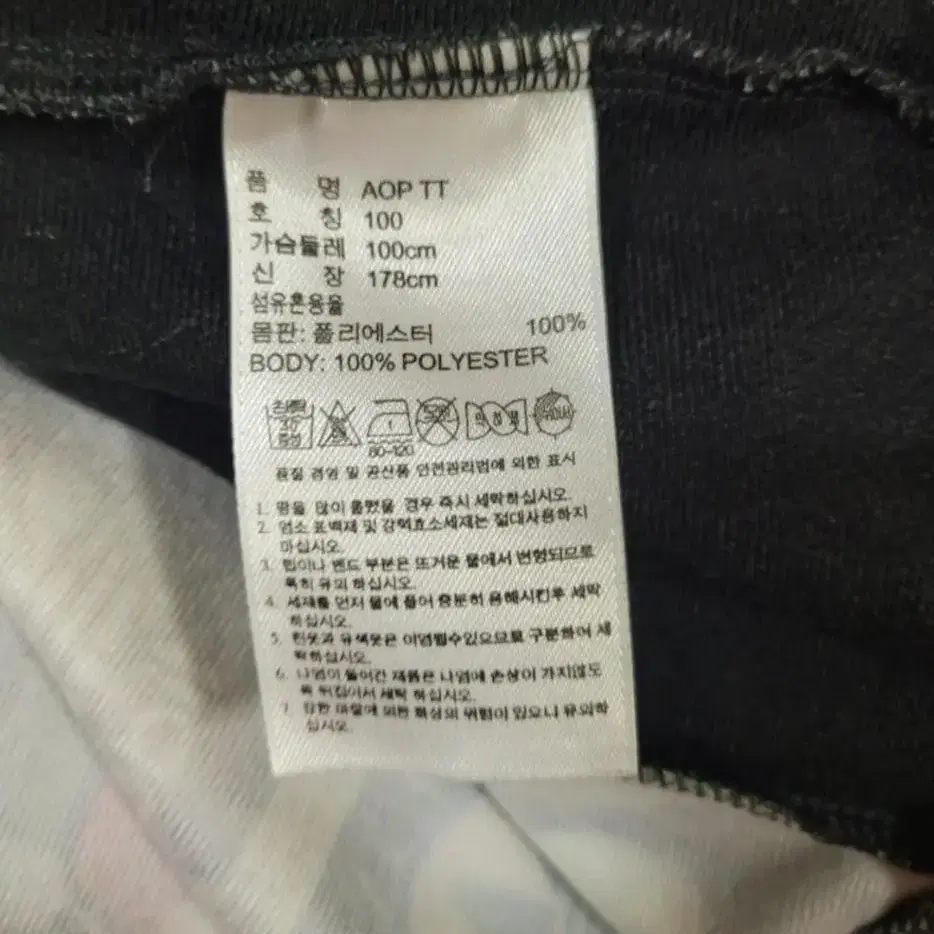 품 명 AOP TT
호 칭 100
가슴둘레 100cm
신 장 178cm
섬유혼용율
몸판: 폴리에스터 100%
BODY: 100% POLYESTER
80-120
품질 경영 및 공산품 안전관리법에 의한 표시
1. 땀을 많이 흘렸을 경우 즉시 세탁하십시오.
2. 염소 표백제 및 강력효소세제는 절대사용하지
마십시오.
3. 립이나 밴드 부분은 뜨거운 물에서 변형되므로
특히 유의 하십시오.
4. 세제를 먼저 물에 풀어 충분히 용해시킨후 세탁
하십시오.
5. 흰옷과 유색옷은 이염될수있으므로 구분하여 세
탁하십시오.
6. 나염이 들어간 제품은 나염에 손상이 가지않도
록 뒤집어서 세탁 하십시오.
7. 강한 마찰에 의한 화상의 위험이 있으니 유의하
십시오.